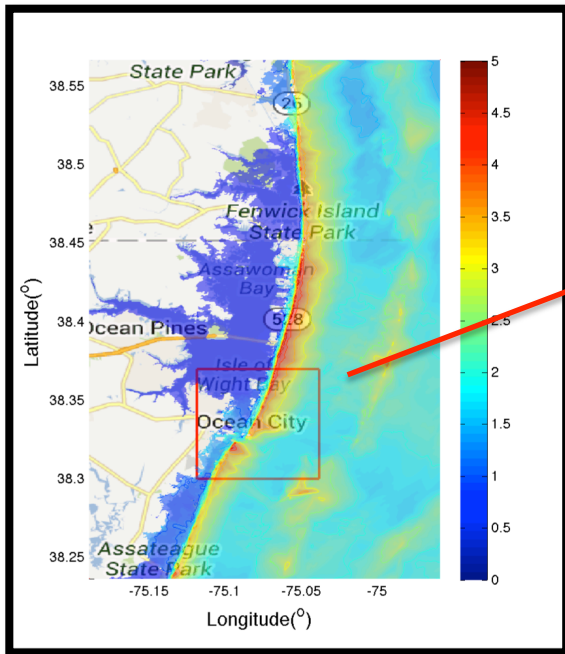 State Park
26
Fenwick Island
State Park
e
Assawoman
Bay
528
Ocean Pines
Isle of
Wight Bay
Ocean City
Assateague
State Park
38.55
38.5
38.45
38.4
38.35
38.3
38.25
Latitude(°)
-75.15
-75.1
-75.05
-75
Longitude(°)
5
4.5
4
3.5
3
2.5
2
1.5
1
0.5
0